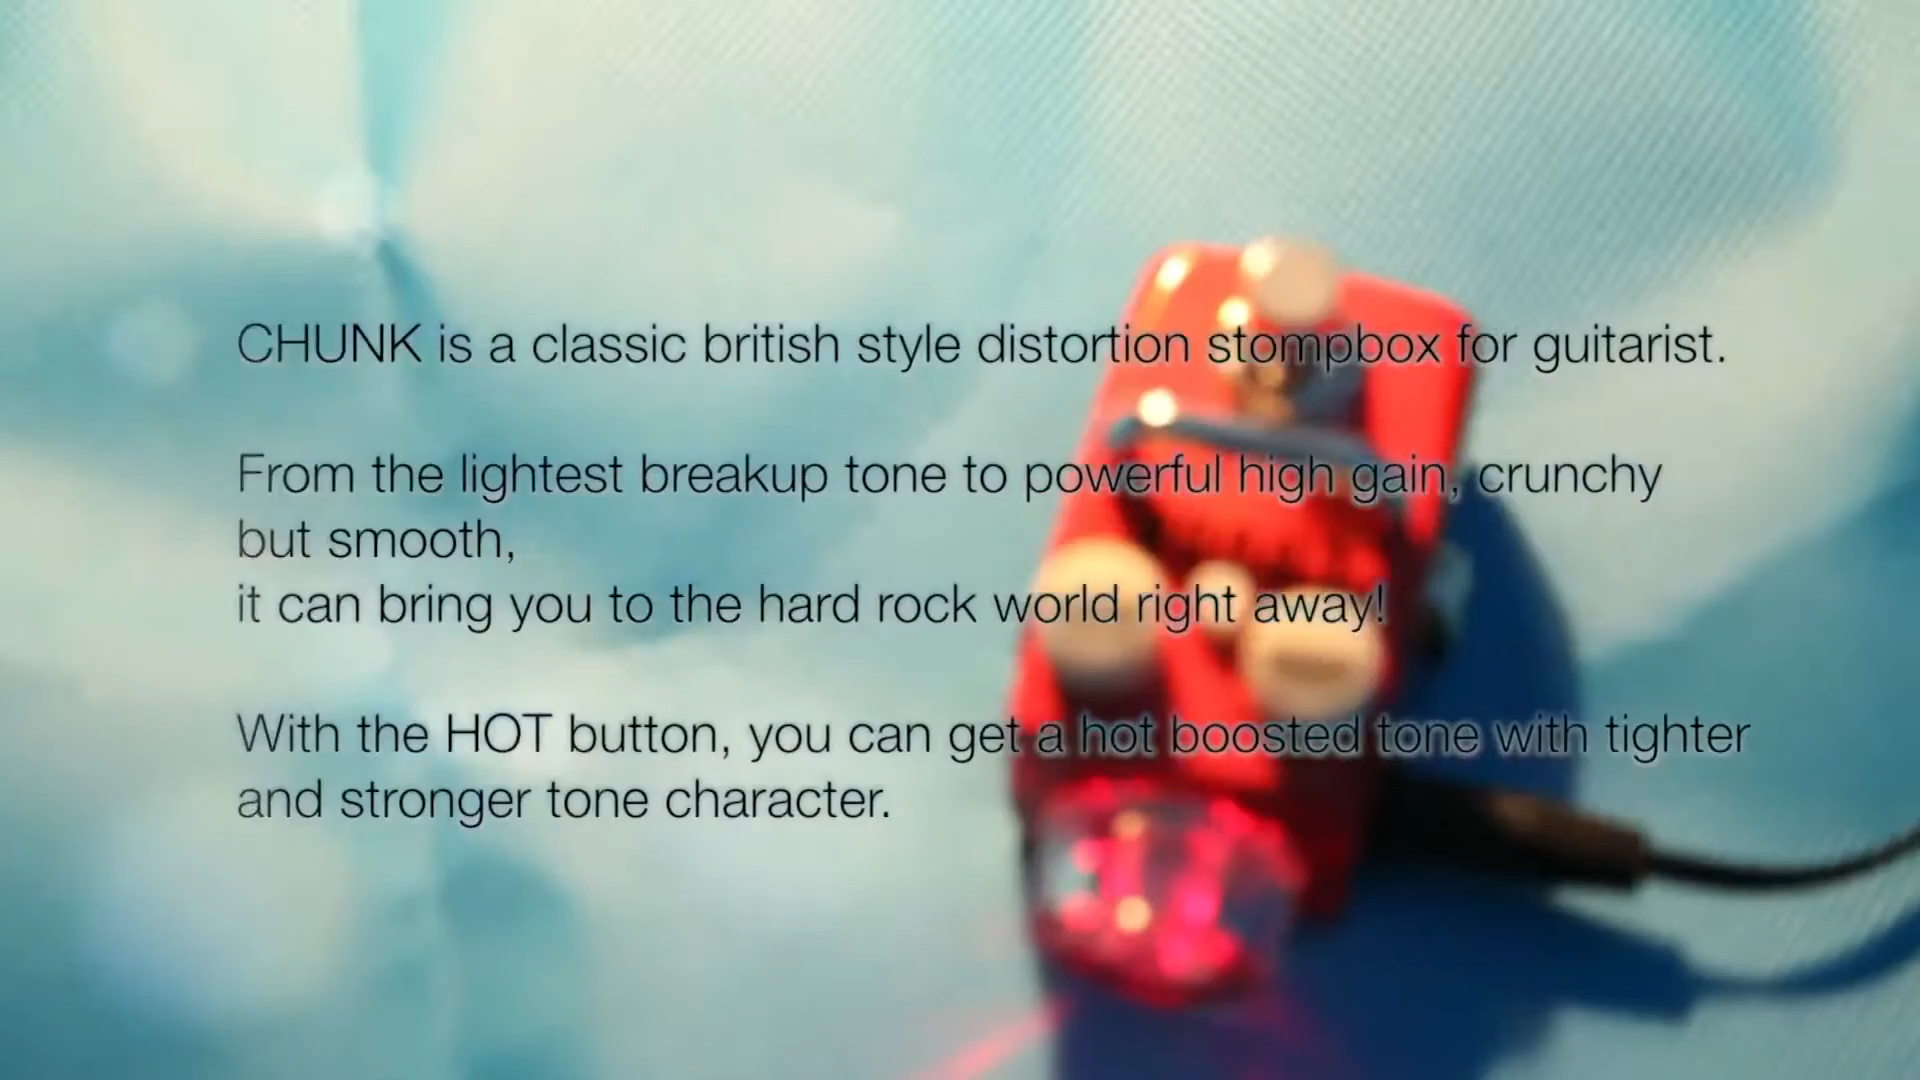 CHUNK is a classic british style distortion stompbox for guitarist.
From the lightest breakup tone to powerful high gain, crunchy
but smooth,
it can bring you to the hard rock world right away!
With the HOT button, you can get a hot boosted tone with tighter
and stronger tone character.